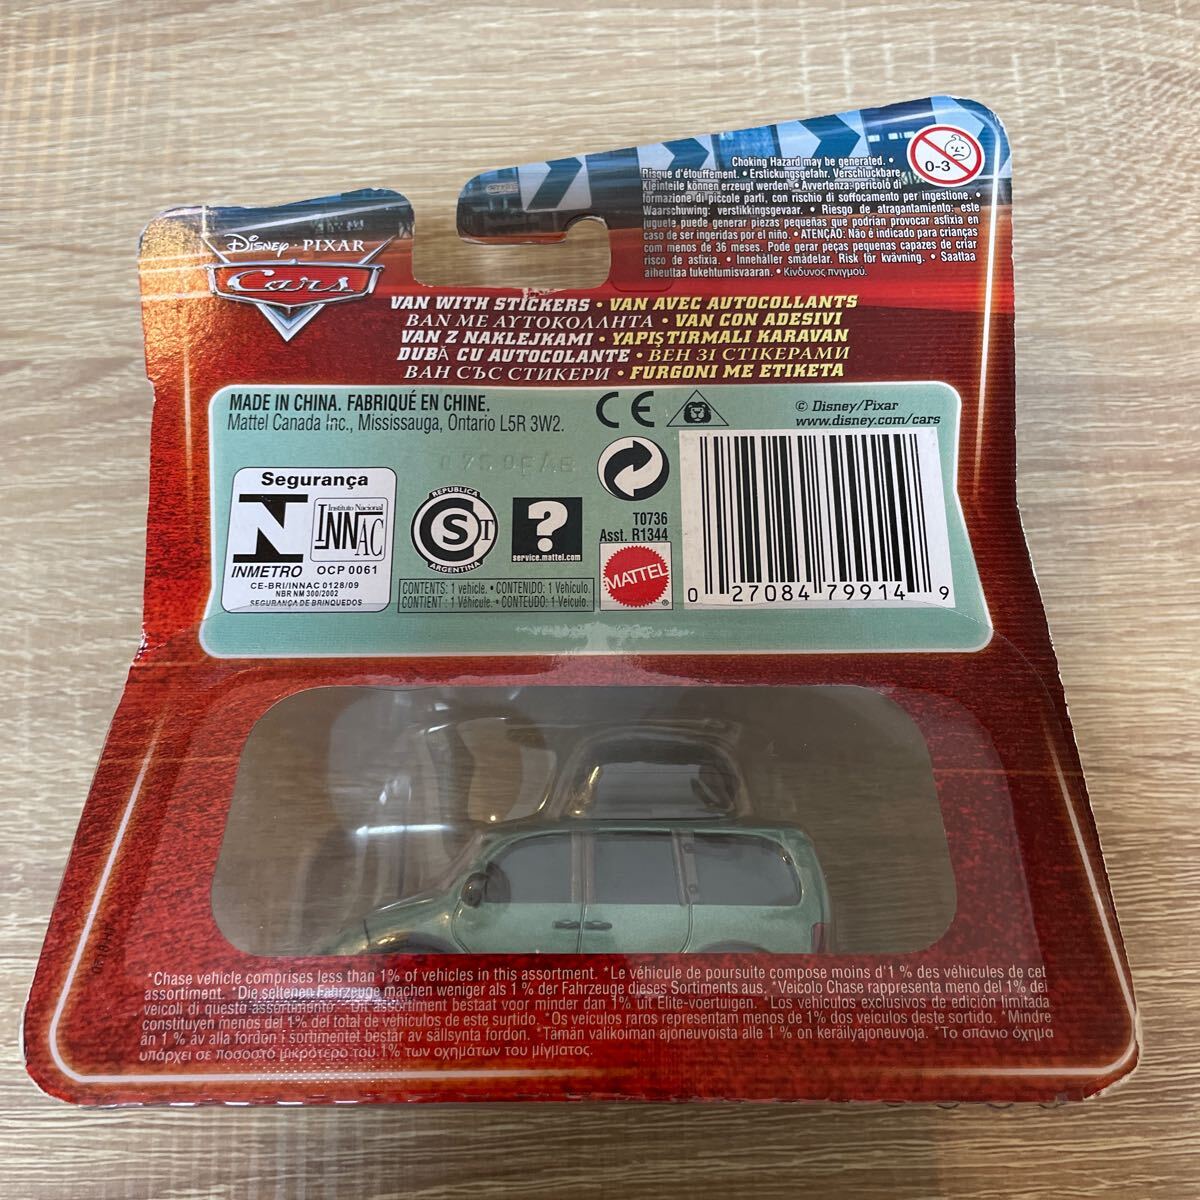 Disney · PIXAR
Cars
Choking Hazard may be generated. •
Risque d'étouffement. • Erstickungsgefahr. Verschluckbare
Kleinteile können erzeugt werden. • Avvertenza: pericolo di
formazione di piccole parti, con rischio di soffocamento per ingestione. •
Waarschuwing: verstikkingsgevaar. • Riesgo de atragantamiento: este
juguete puede generar piezas pequeñas que podrían provocar asfixia en
caso de ser ingeridas por el niño. • ATENÇÃO: Não é indicado para crianças
com menos de 36 meses. Pode gerar peças pequenas capazes de criar
risco de asfixia. • Innehåller smådelar. Risk för kvävning. • Saattaa
aiheuttaa tukehtumisvaaran. • Κίνδυνος πνιγμού.
0-3
VAN WITH STICKERS • VAN AVEC AUTOCOLLANTS
ΒΑΝ ΜΕ ΑΥΤΟΚΟΛΛΗΤΑ • VAN CON ADESIVI
VAN Z NAKLEJKAMI • YAPIŞTIRMALI KARAVAN
DUBĂ CU AUTOCOLANTE • ВЕН ЗІ СТІКЕРАМИ
ВАН СЪС СТИКЕРИ • FURGONI ME ETIKETA
MADE IN CHINA. FABRIQUÉ EN CHINE.
Mattel Canada Inc., Mississauga, Ontario L5R 3W2.
CE
© Disney/Pixar
www.disney.com/cars
Segurança
INMETRO
Instituto Nacional
INNAC
OCP 0061
CE-BRI/INNAC 0128/09
NBR NM 300/2002
SEGURANÇA DE BRINQUEDOS
REPUBLICA
S T
ARGENTINA
?
service.mattel.com
CONTENTS: 1 vehicle. • CONTENIDO: 1 Vehículo.
CONTIENT : 1 Véhicule. • CONTEÚDO: 1 Veículo.
T0736
Asst. R1344
MATTEL
®
0 27084 79914 9
*Chase vehicle comprises less than 1% of vehicles in this assortment. *Le véhicule de poursuite compose moins d'1 % des véhicules de cet
assortiment. *Die seltenen Fahrzeuge machen weniger als 1 % der Fahrzeuge dieses Sortiments aus. *Veicolo Chase rappresenta meno del 1% dei
veicoli di questo assortimento. *Dit assortiment bestaat voor minder dan 1% uit Elite-voertuigen. *Los vehículos exclusivos de edición limitada
constituyen menos del 1% del total de vehículos de este surtido. *Os veículos raros representam menos de 1% dos veículos deste sortido. *Mindre
än 1 % av alla fordon i sortimentet består av sällsynta fordon. *Tämän valikoiman ajoneuvoista alle 1 % on keräilyajoneuvoja. *Το σπάνιο όχημα
υπάρχει σε ποσοστό μικρότερο του 1% των οχημάτων του μίγματος.